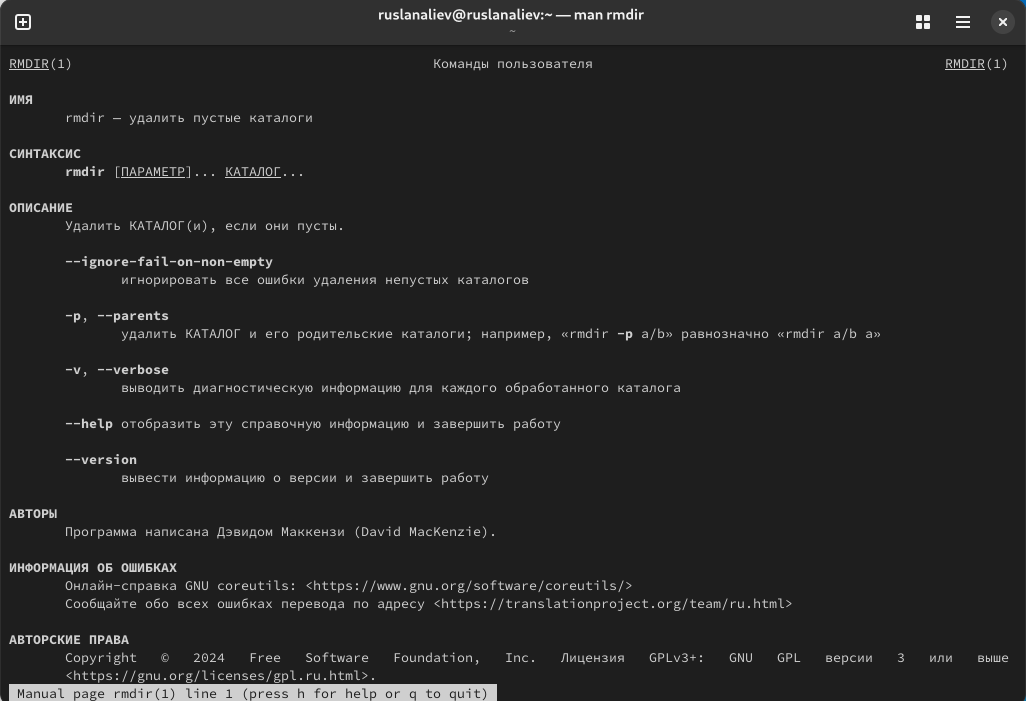 ruslanaliev@ruslanaliev:~ — man rmdir
~
RMDIR(1) Команды пользователя RMDIR(1)
ИМЯ
rmdir — удалить пустые каталоги
СИНТАКСИС
rmdir [ПАРАМЕТР]... КАТАЛОГ...
ОПИСАНИЕ
Удалить КАТАЛОГ(и), если они пусты.
--ignore-fail-on-non-empty
игнорировать все ошибки удаления непустых каталогов
-p, --parents
удалить КАТАЛОГ и его родительские каталоги; например, «rmdir -p a/b» равнозначно «rmdir a/b a»
-v, --verbose
выводить диагностическую информацию для каждого обработанного каталога
--help отобразить эту справочную информацию и завершить работу
--version
вывести информацию о версии и завершить работу
АВТОРЫ
Программа написана Дэвидом Маккензи (David MacKenzie).
ИНФОРМАЦИЯ ОБ ОШИБКАХ
Онлайн-справка GNU coreutils: <https://www.gnu.org/software/coreutils/>
Сообщайте обо всех ошибках перевода по адресу <https://translationproject.org/team/ru.html>
АВТОРСКИЕ ПРАВА
Copyright © 2024 Free Software Foundation, Inc. Лицензия GPLv3+: GNU GPL версии 3 или выше
<https://gnu.org/licenses/gpl.ru.html>.
Manual page rmdir(1) line 1 (press h for help or q to quit)